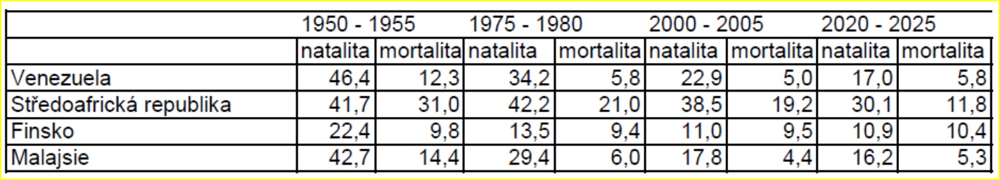 1950 - 1955 1975 - 1980 2000 - 2005 2020 - 2025
natalita mortalita natalita mortalita natalita mortalita natalita mortalita
Venezuela 46,4 12,3 34,2 5,8 22,9 5,0 17,0 5,8
Středoafrická republika 41,7 31,0 42,2 21,0 38,5 19,2 30,1 11,8
Finsko 22,4 9,8 13,5 9,4 11,0 9,5 10,9 10,4
Malajsie 42,7 14,4 29,4 6,0 17,8 4,4 16,2 5,3